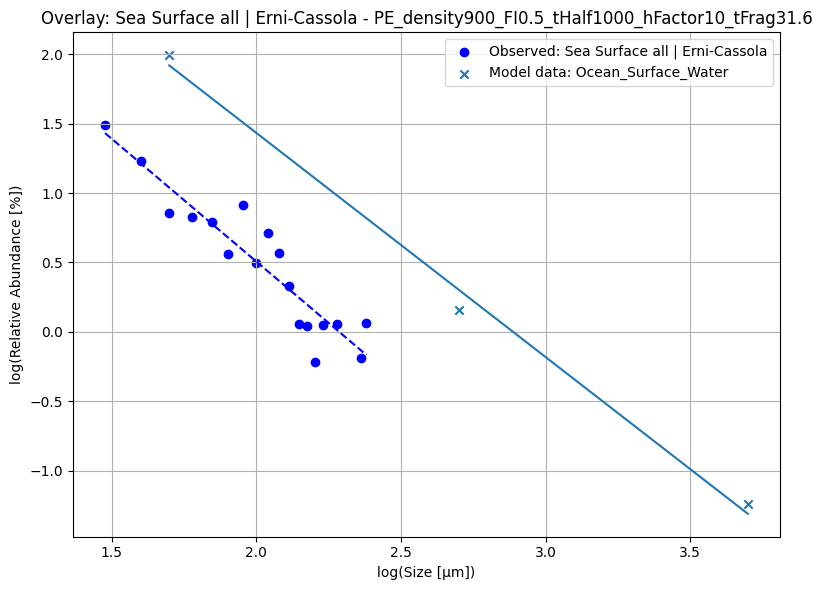 Overlay: Sea Surface all | Erni-Cassola - PE_density900_FI0.5_tHalf1000_hFactor10_tFrag31.6
Observed: Sea Surface all | Erni-Cassola
Model data: Ocean_Surface_Water
log(Relative Abundance [%])
2.0
1.5
1.0
0.5
0.0
−0.5
−1.0
1.5 2.0 2.5 3.0 3.5
log(Size [μm])